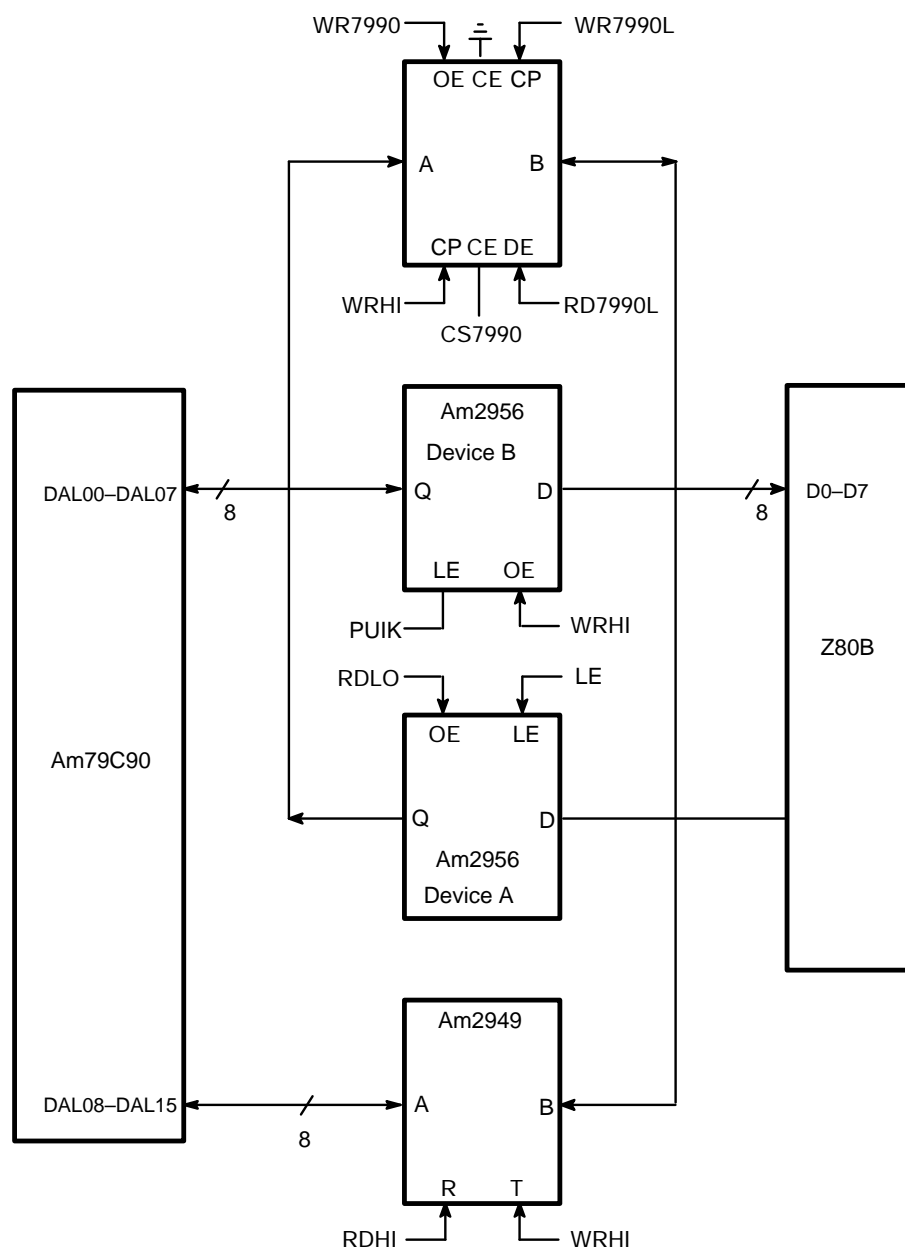 WR7990 WR7990L
OE CE CP
A B
CP CE DE
WRHI RD7990L
CS7990
Am2956
Device B
DAL00–DAL07 Q D D0–D7
8 8
LE OE
PUIK WRHI
Z80B
RDLO LE
OE LE
Am79C90
Q D
Am2956
Device A
Am2949
DAL08–DAL15 A B
8
R T
RDHI WRHI